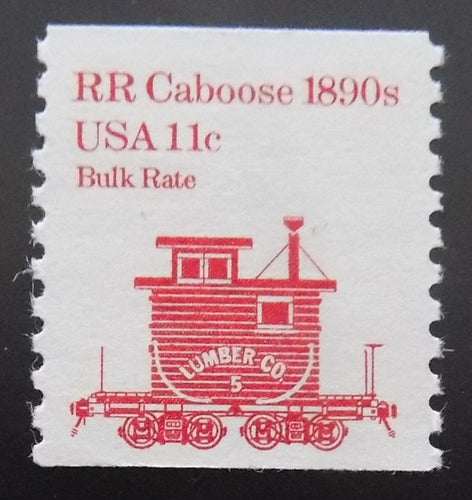 RR Caboose 1890s
USA 11c
Bulk Rate
LUMBER-CO.
5